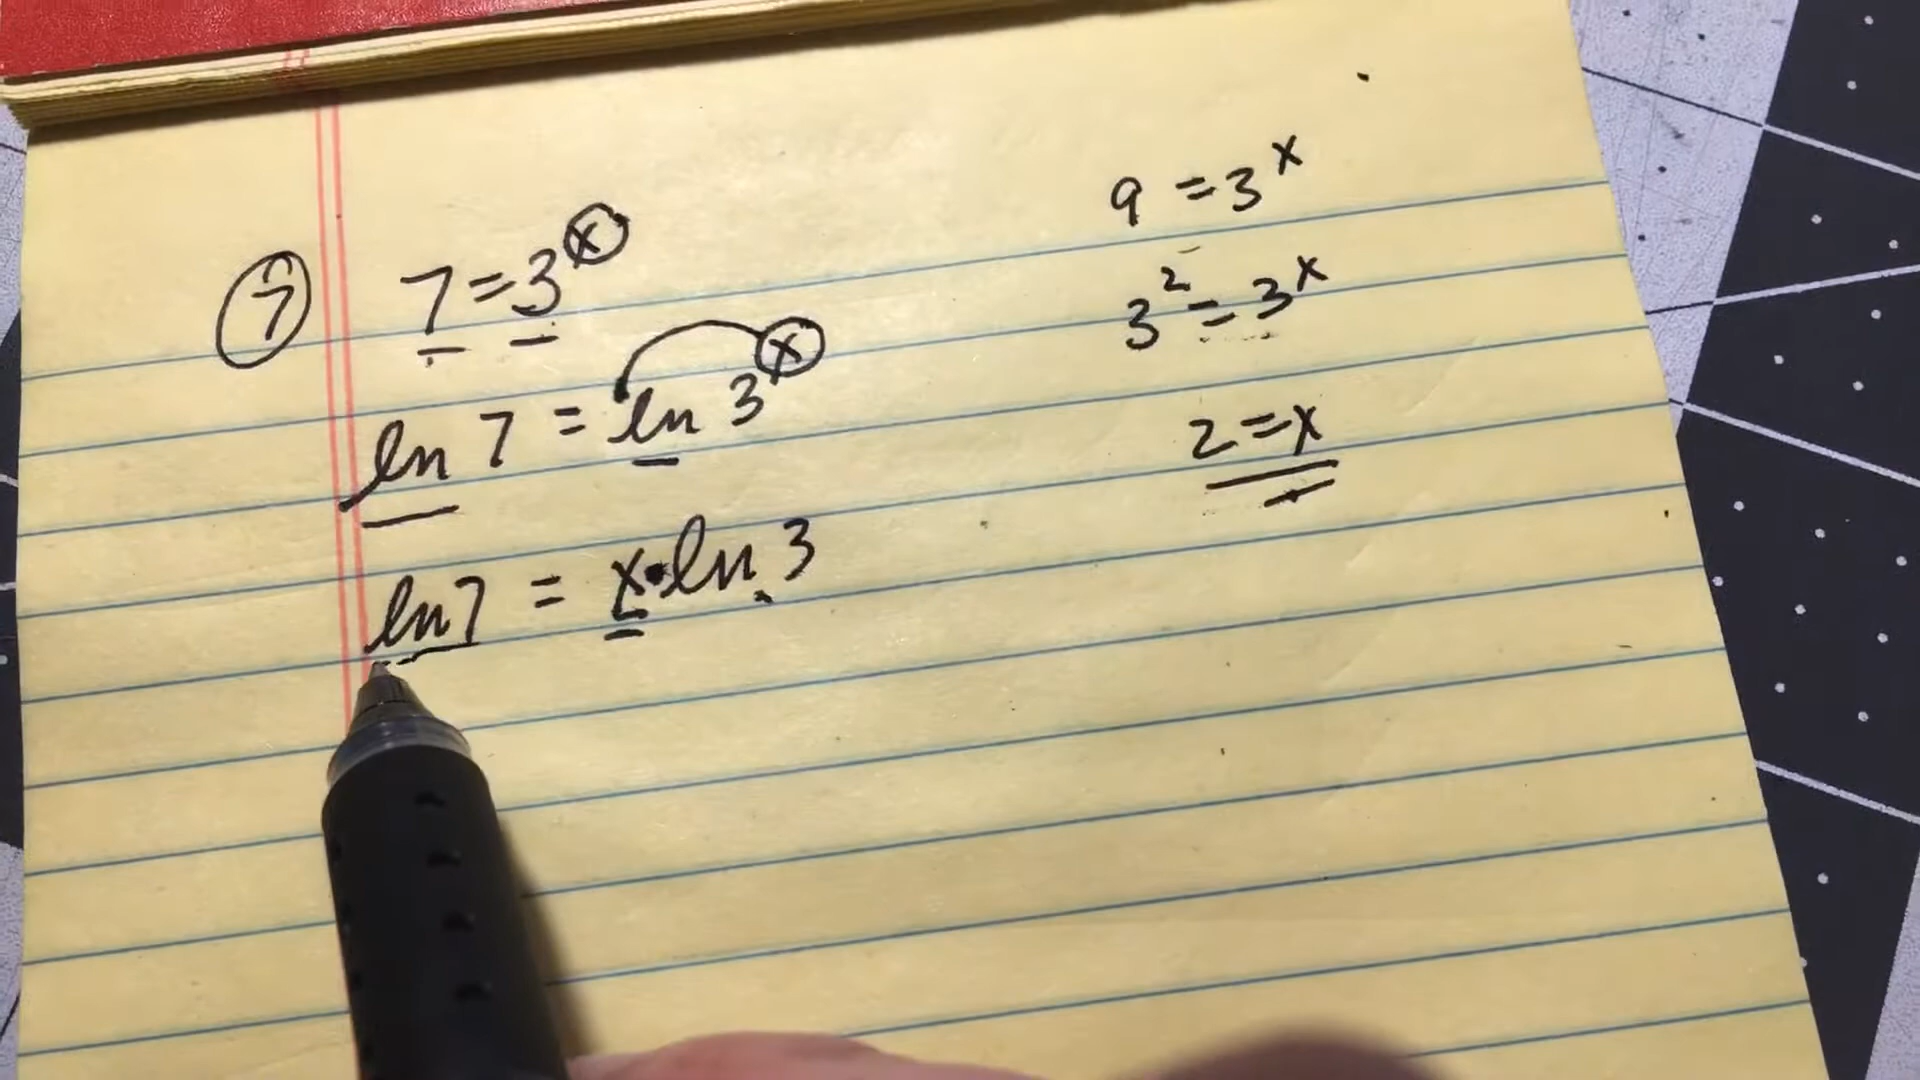 ⑦ 7 = 3^x
ln 7 = ln 3^x
ln 7 = x • ln 3
9 = 3^x
3^2 = 3^x
2 = x